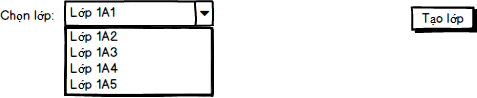 Chọn lớp: Lớp 1A1 Tạo lớp
Lớp 1A2
Lớp 1A3
Lớp 1A4
Lớp 1A5